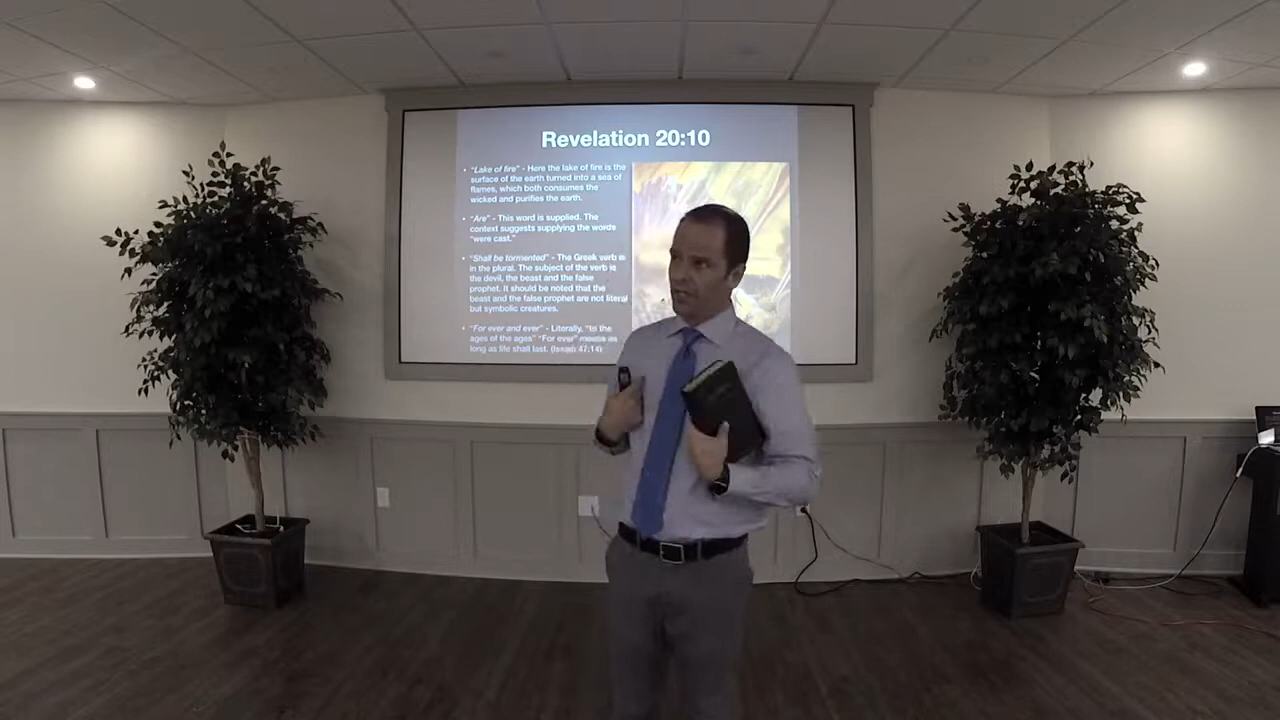 Revelation 20:10
• "Lake of fire" - Here the lake of fire is the
surface of the earth turned into a sea of
flames, which both consumes the
wicked and purifies the earth.
• "Are" - This word is supplied. The
context suggests supplying the words
"were cast."
• "Shall be tormented" - The Greek verb is
in the plural. The subject of the verb is
the devil, the beast and the false
prophet. It should be noted that the
beast and the false prophet are not literal
but symbolic creatures.
• "For ever and ever" - Literally, "to the
ages of the ages" "For ever" means as
long as life shall last. (Isaiah 47:14)